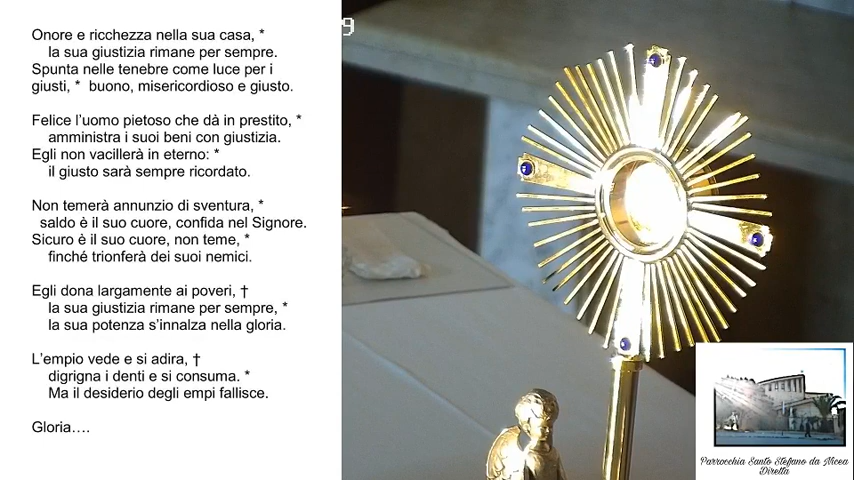 Onore e ricchezza nella sua casa, *
la sua giustizia rimane per sempre.
Spunta nelle tenebre come luce per i
giusti, * buono, misericordioso e giusto.
Felice l'uomo pietoso che dà in prestito, *
amministra i suoi beni con giustizia.
Egli non vacillerà in eterno: *
il giusto sarà sempre ricordato.
Non temerà annunzio di sventura, *
saldo è il suo cuore, confida nel Signore.
Sicuro è il suo cuore, non teme, *
finché trionferà dei suoi nemici.
Egli dona largamente ai poveri, †
la sua giustizia rimane per sempre, *
la sua potenza s'innalza nella gloria.
L'empio vede e si adira, †
digrigna i denti e si consuma. *
Ma il desiderio degli empi fallisce.
Gloria….
9
Parrocchia Santo Stefano da Nicea
Diretta